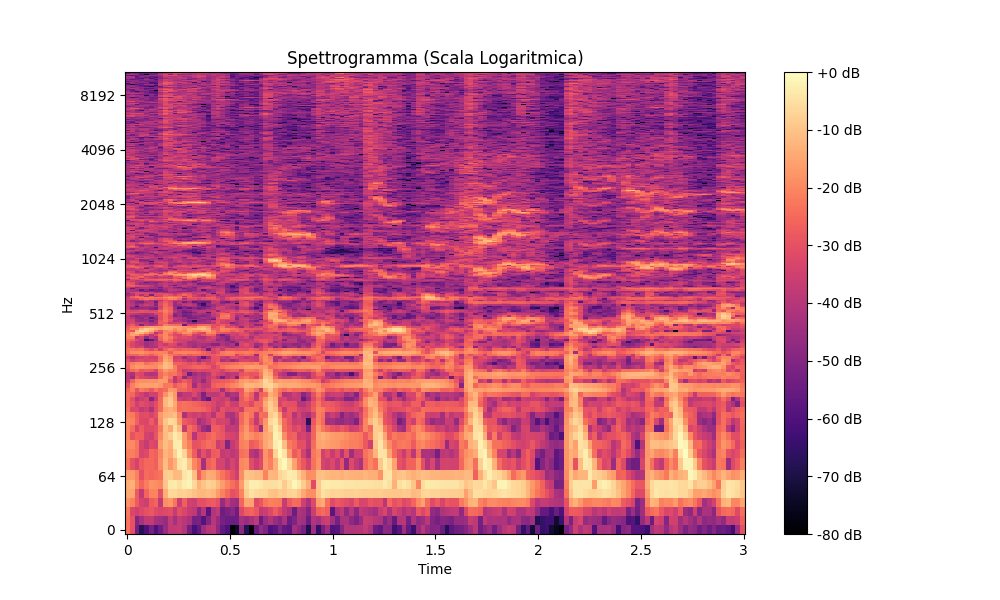 Spettrogramma (Scala Logaritmica)
Hz
8192
4096
2048
1024
512
256
128
64
0
0 0.5 1 1.5 2 2.5 3
Time
+0 dB
-10 dB
-20 dB
-30 dB
-40 dB
-50 dB
-60 dB
-70 dB
-80 dB